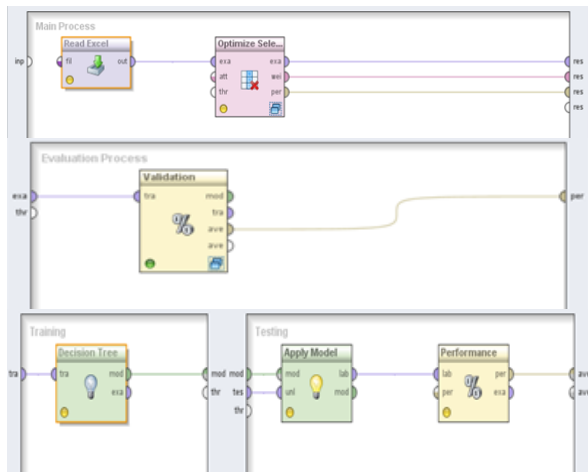 Main Process
Read Excel
Optimize Sele...
inp
fil
out
exa
exa
res
att
wei
res
thr
per
res
res
Evaluation Process
Validation
exa
tra
mod
per
thr
tra
ave
ave
Training
Testing
Decision Tree
Apply Model
Performance
tra
tra
mod
mod
mod
mod
lab
lab
per
ave
exa
thr
tes
uni
mod
per
exa
ave
thr